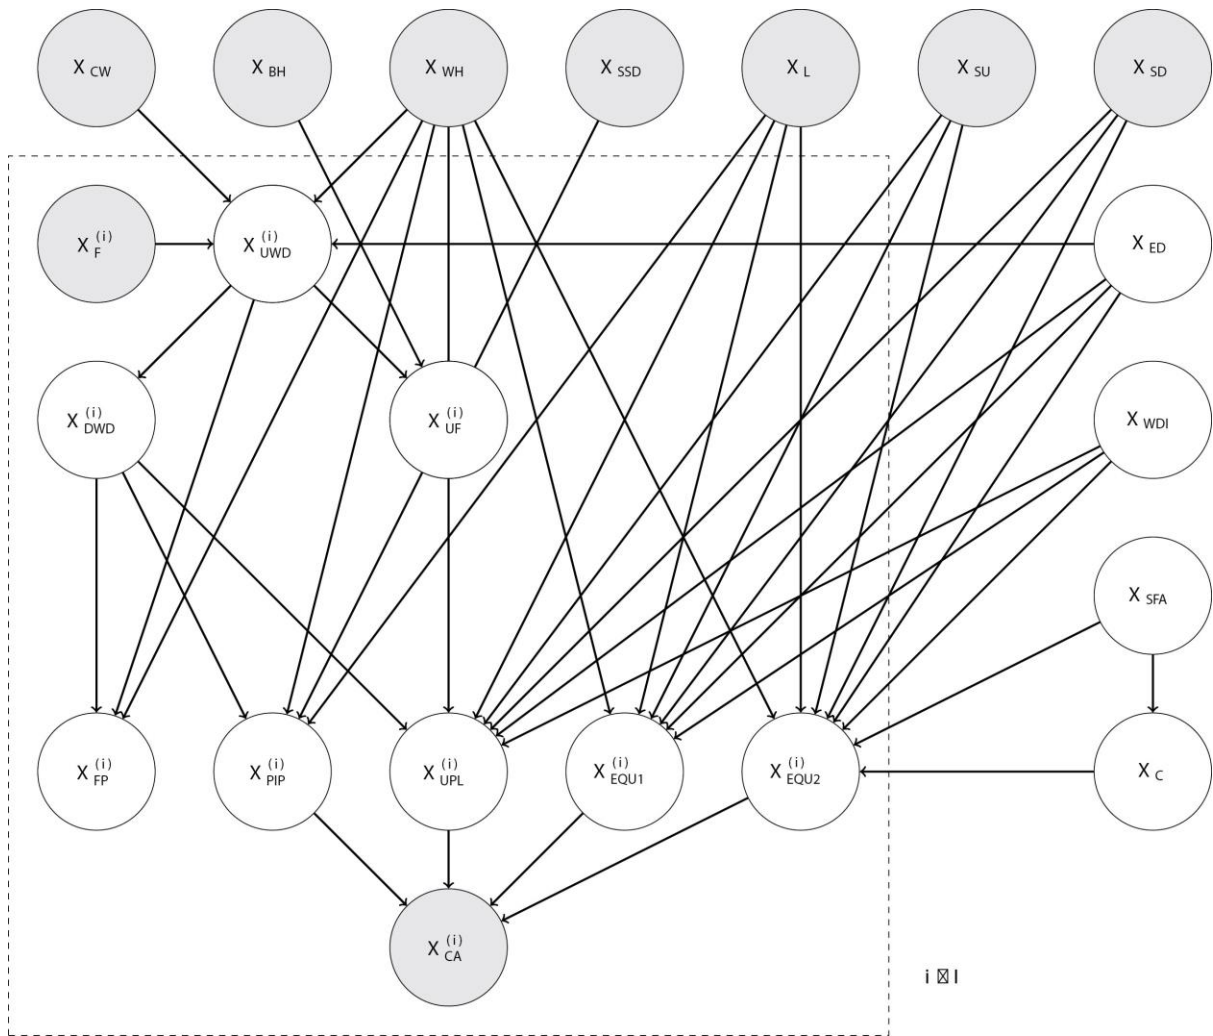 X CW X BH X WH X SSD X L X SU X SD
X F (i) X UWD (i) X ED
X DWD (i) X UF (i) X WDI
X SFA
X FP (i) X PIP (i) X UPL (i) X EQU1 (i) X EQU2 (i) X C
X CA (i)
i I